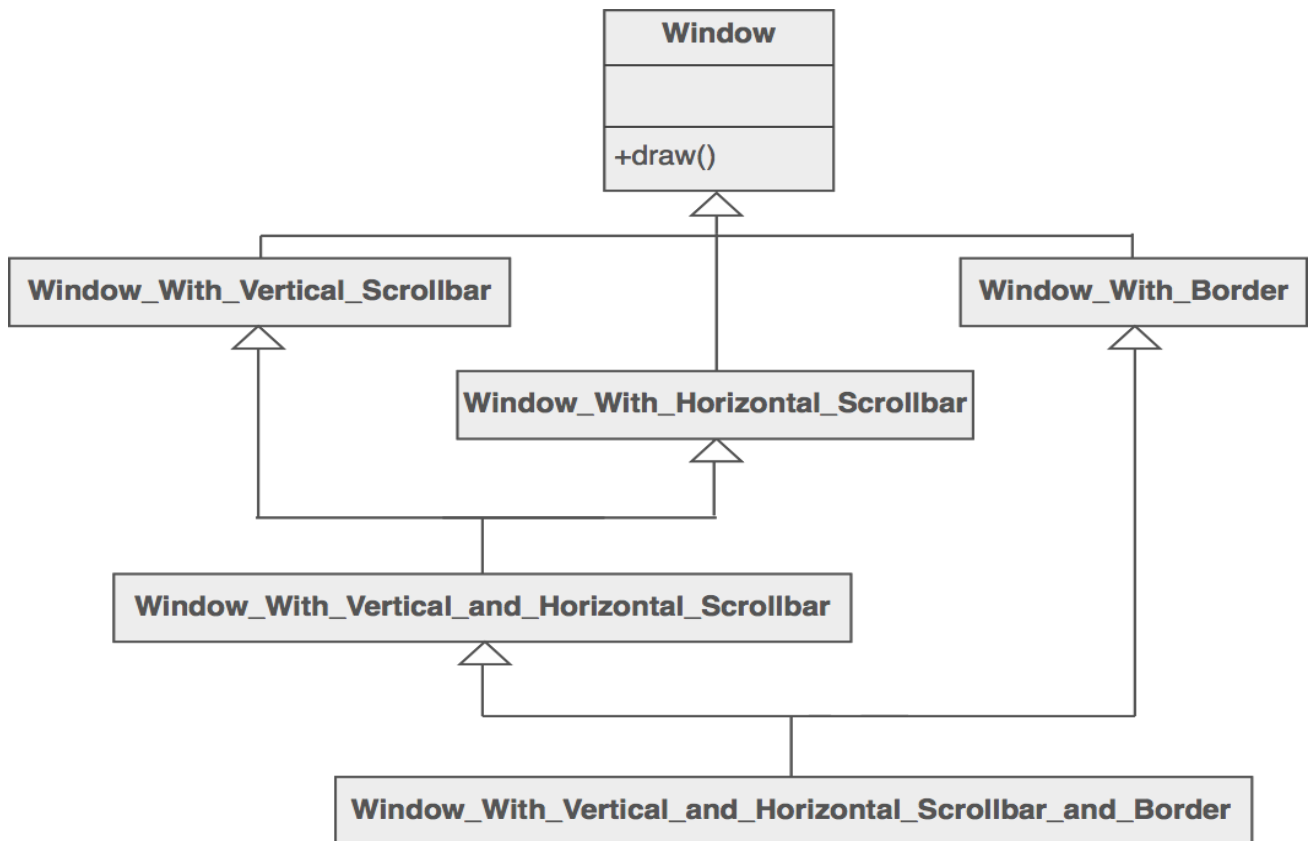 Window
+draw()
Window_With_Vertical_Scrollbar
Window_With_Border
Window_With_Horizontal_Scrollbar
Window_With_Vertical_and_Horizontal_Scrollbar
Window_With_Vertical_and_Horizontal_Scrollbar_and_Border